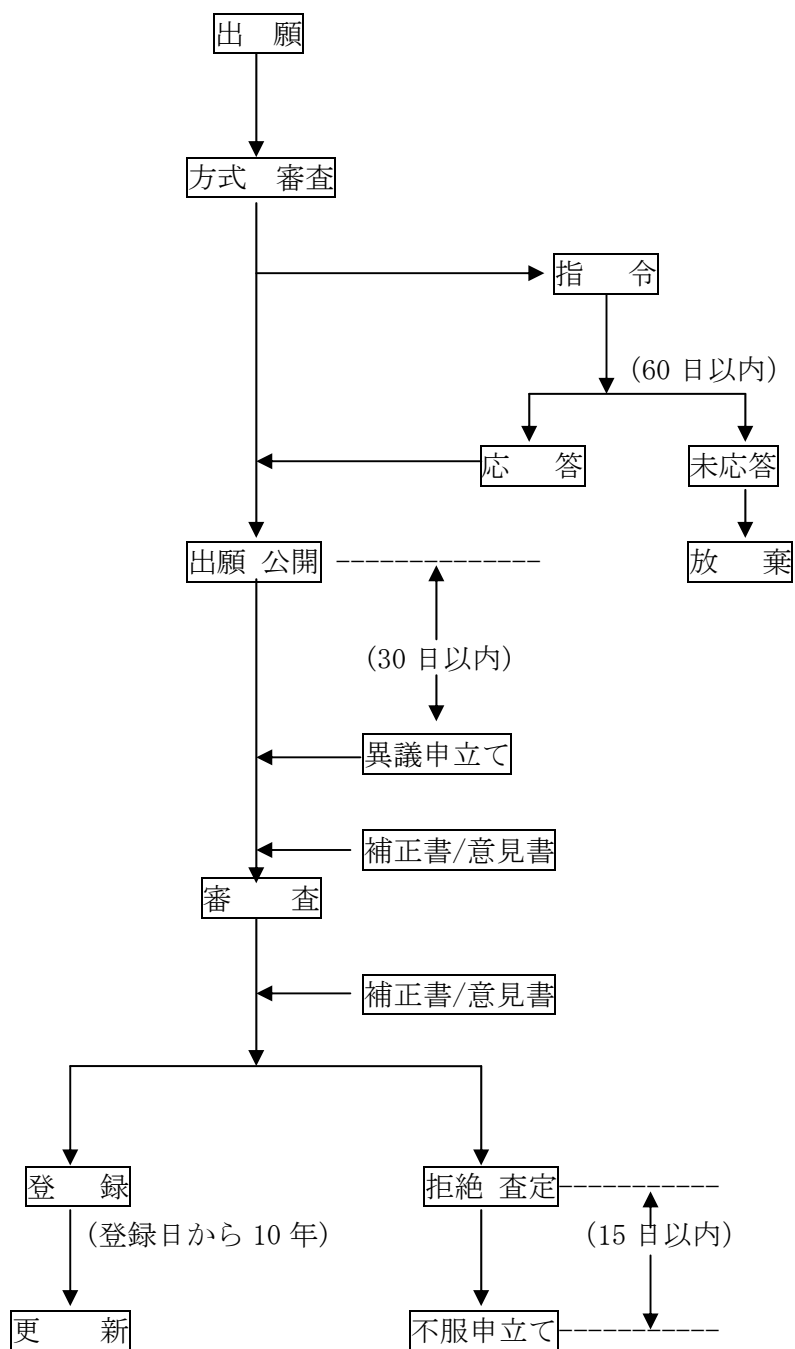 出　願
方式　審査
指　　令
(60 日以内)
応　　答
未応答
出願 公開
放　　棄
(30 日以内)
異議申立て
補正書/意見書
審　　査
補正書/意見書
登　　録
拒絶 査定
(登録日から 10 年)
(15 日以内)
更　　新
不服申立て